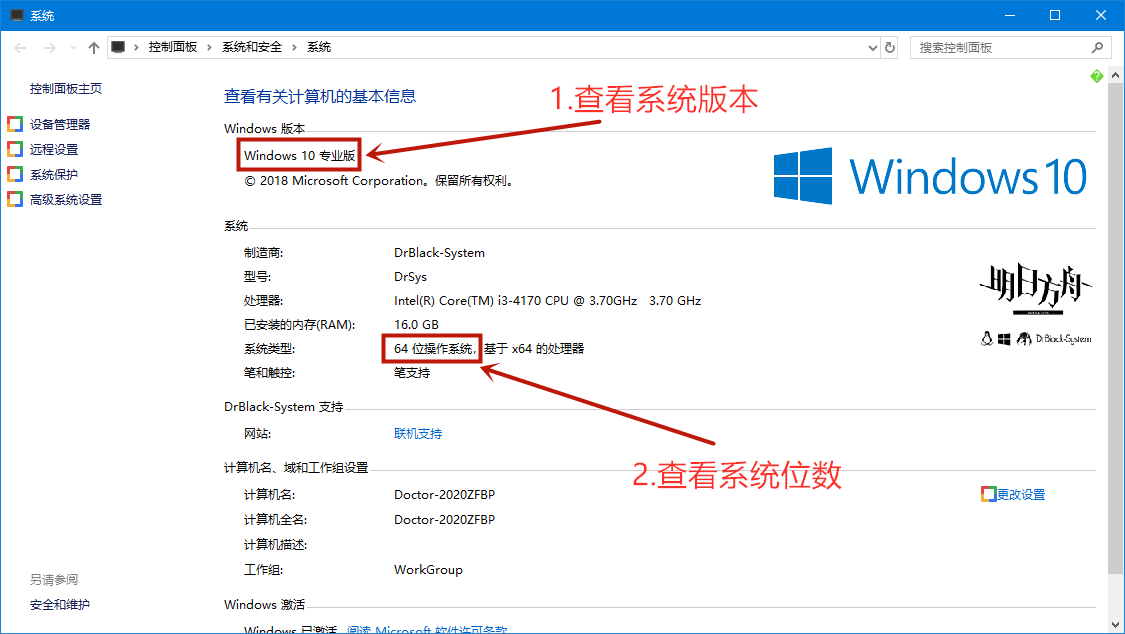 系统
控制面板 › 系统和安全 › 系统
搜索控制面板
控制面板主页
设备管理器
远程设置
系统保护
高级系统设置
查看有关计算机的基本信息
1.查看系统版本
Windows 版本
Windows 10 专业版
© 2018 Microsoft Corporation。保留所有权利。
Windows 10
系统
制造商: DrBlack-System
型号: DrSys
处理器: Intel(R) Core(TM) i3-4170 CPU @ 3.70GHz 3.70 GHz
已安装的内存(RAM): 16.0 GB
系统类型: 64 位操作系统，基于 x64 的处理器
笔和触控: 笔支持
明日方舟
DrBlack-System
DrBlack-System 支持
网站: 联机支持
2.查看系统位数
计算机名、域和工作组设置
计算机名: Doctor-2020ZFBP
更改设置
计算机全名: Doctor-2020ZFBP
计算机描述:
工作组: WorkGroup
另请参阅
安全和维护
Windows 激活
Windows 已激活 阅读 Microsoft 软件许可条款